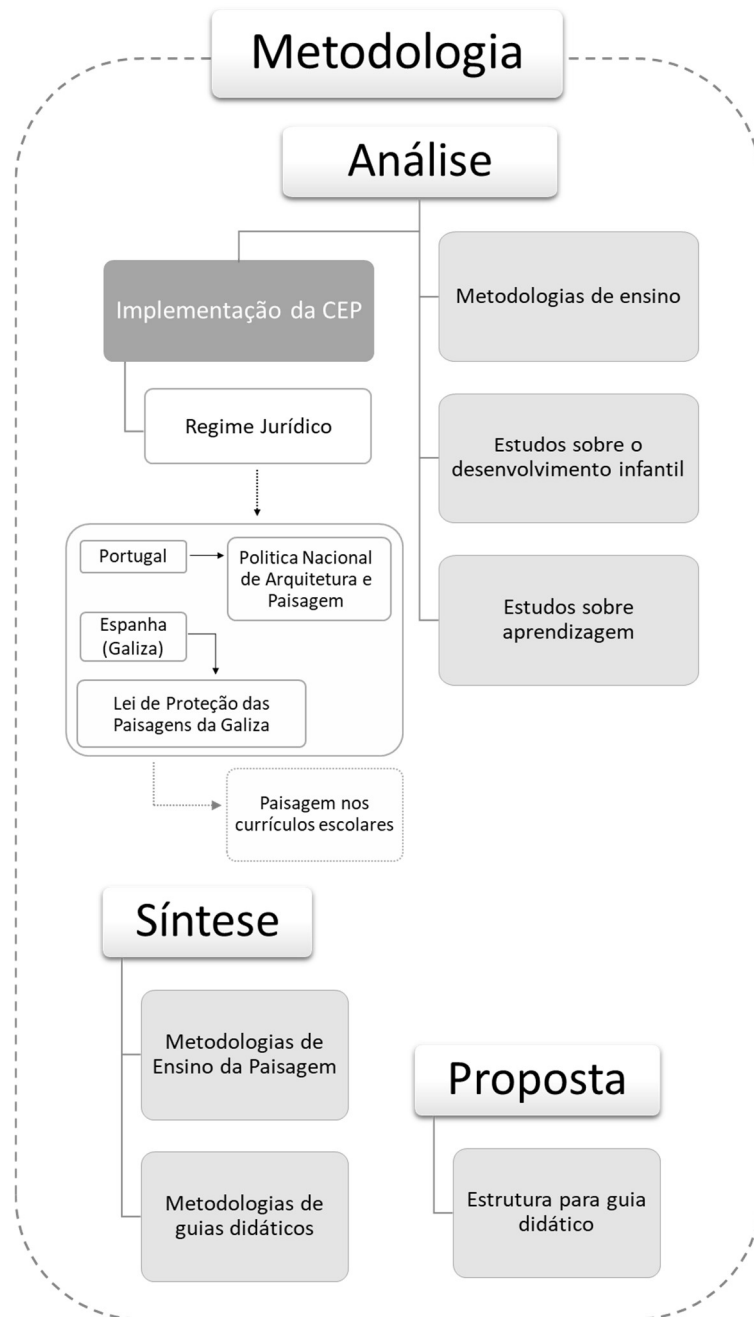 Metodologia
Análise
Implementação da CEP
Regime Jurídico
Portugal
Politica Nacional
de Arquitetura e
Paisagem
Espanha
(Galiza)
Lei de Proteção das
Paisagens da Galiza
Paisagem nos
currículos escolares
Metodologias de ensino
Estudos sobre o
desenvolvimento infantil
Estudos sobre
aprendizagem
Síntese
Metodologias de
Ensino da Paisagem
Metodologias de
guias didáticos
Proposta
Estrutura para guia
didático